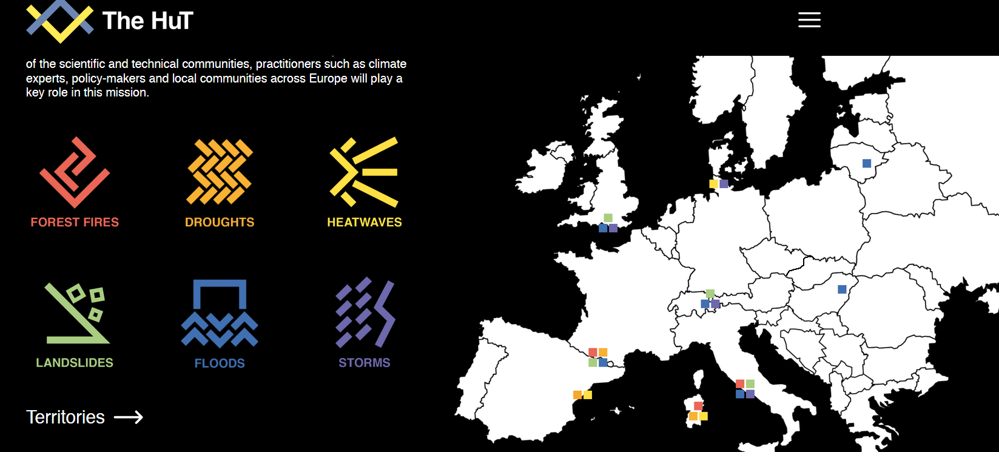 The HuT
of the scientific and technical communities, practitioners such as climate
experts, policy-makers and local communities across Europe will play a
key role in this mission.
FOREST FIRES
DROUGHTS
HEATWAVES
LANDSLIDES
FLOODS
STORMS
Territories